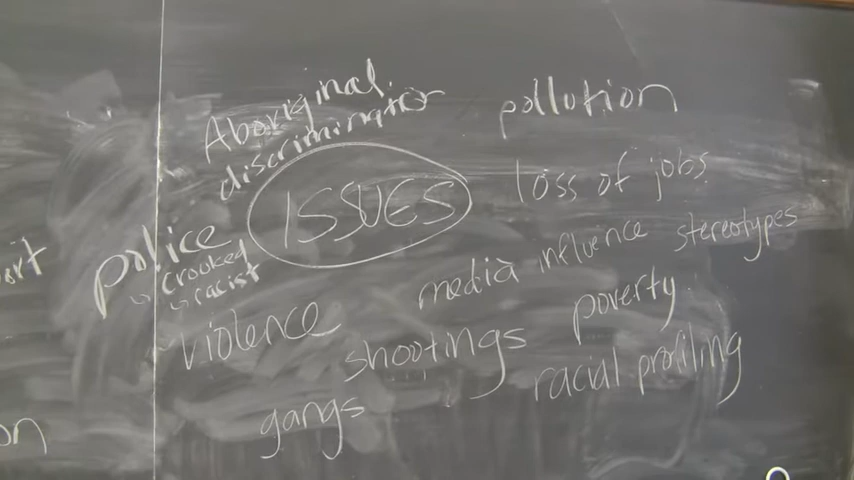 Aboriginal
discrimination
pollution
ISSUES
loss of jobs
police
↳ crooked
↳ racist
media influence stereotypes
violence
shootings
poverty
racial profiling
gangs